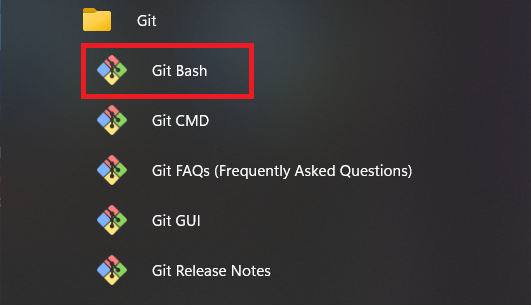 Git
Git Bash
Git CMD
Git FAQs (Frequently Asked Questions)
Git GUI
Git Release Notes